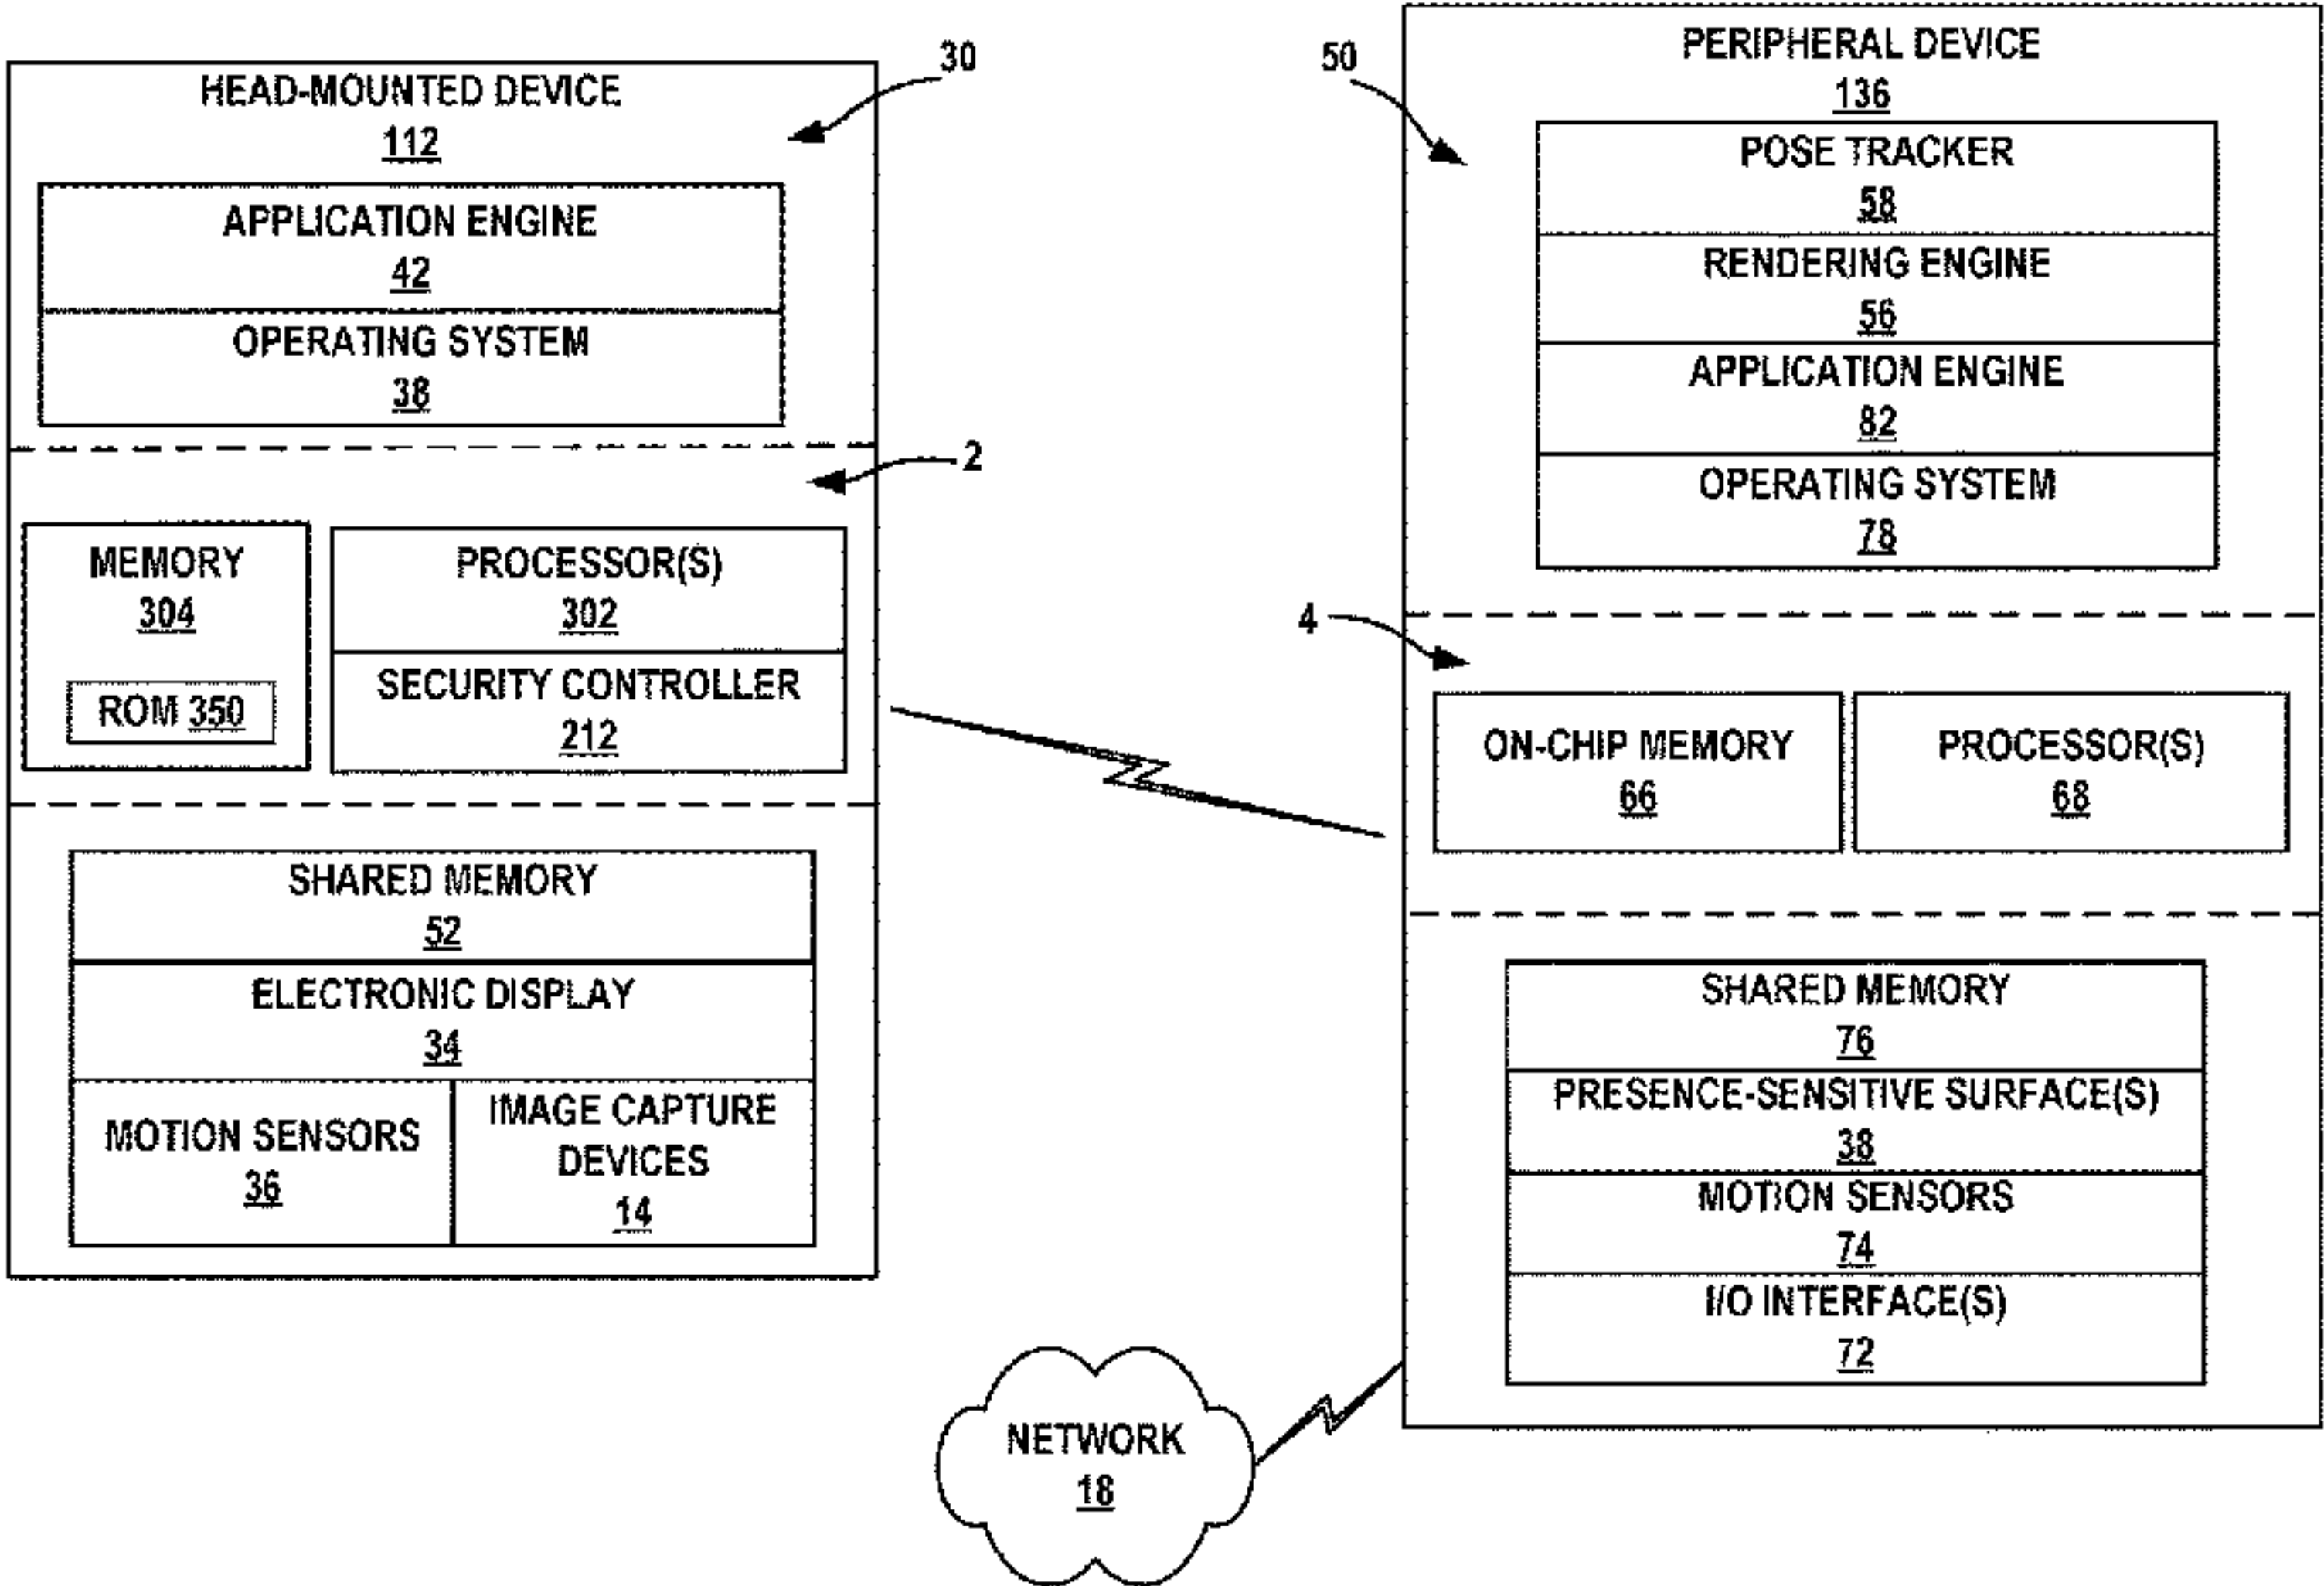 HEAD-MOUNTED DEVICE
112
30
APPLICATION ENGINE
42
OPERATING SYSTEM
38
2
MEMORY
304
ROM 350
PROCESSOR(S)
302
SECURITY CONTROLLER
212
SHARED MEMORY
52
ELECTRONIC DISPLAY
34
MOTION SENSORS
36
IMAGE CAPTURE
DEVICES
14
50
PERIPHERAL DEVICE
136
POSE TRACKER
58
RENDERING ENGINE
56
APPLICATION ENGINE
82
OPERATING SYSTEM
78
4
ON-CHIP MEMORY
66
PROCESSOR(S)
68
SHARED MEMORY
76
PRESENCE-SENSITIVE SURFACE(S)
38
MOTION SENSORS
74
I/O INTERFACE(S)
72
NETWORK
18